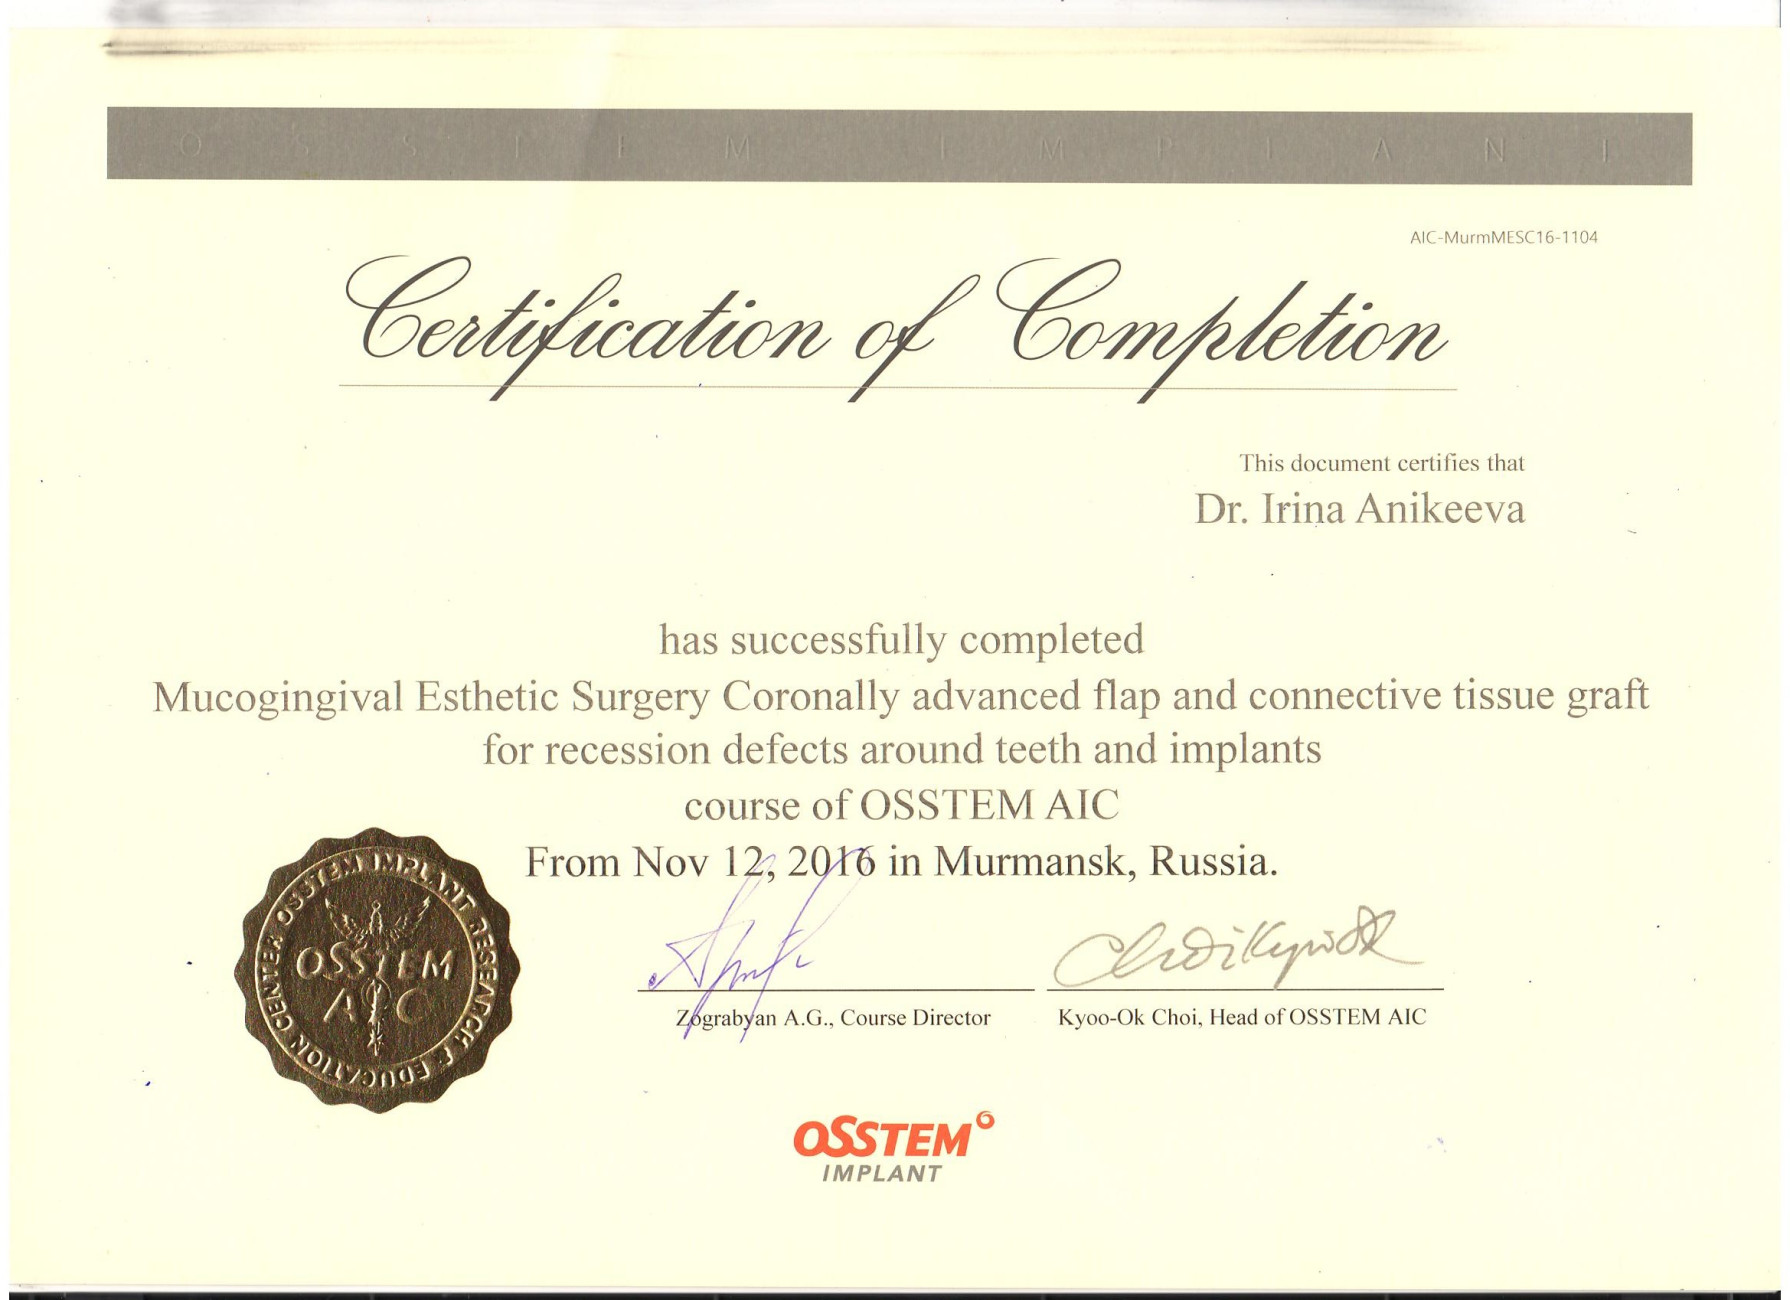 OSSTEM IMPLANT
AIC-MurmMESC16-1104
Certification of Completion
This document certifies that
Dr. Irina Anikeeva
has successfully completed
Mucogingival Esthetic Surgery Coronally advanced flap and connective tissue graft
for recession defects around teeth and implants
course of OSSTEM AIC
From Nov 12, 2016 in Murmansk, Russia.
Choi Kyoo Ok
Zograbyan A.G., Course Director
Kyoo-Ok Choi, Head of OSSTEM AIC
OSSTEM IMPLANT RESEARCH & EDUCATION CENTER
OSSTEM
AIC
OSSTEM
IMPLANT